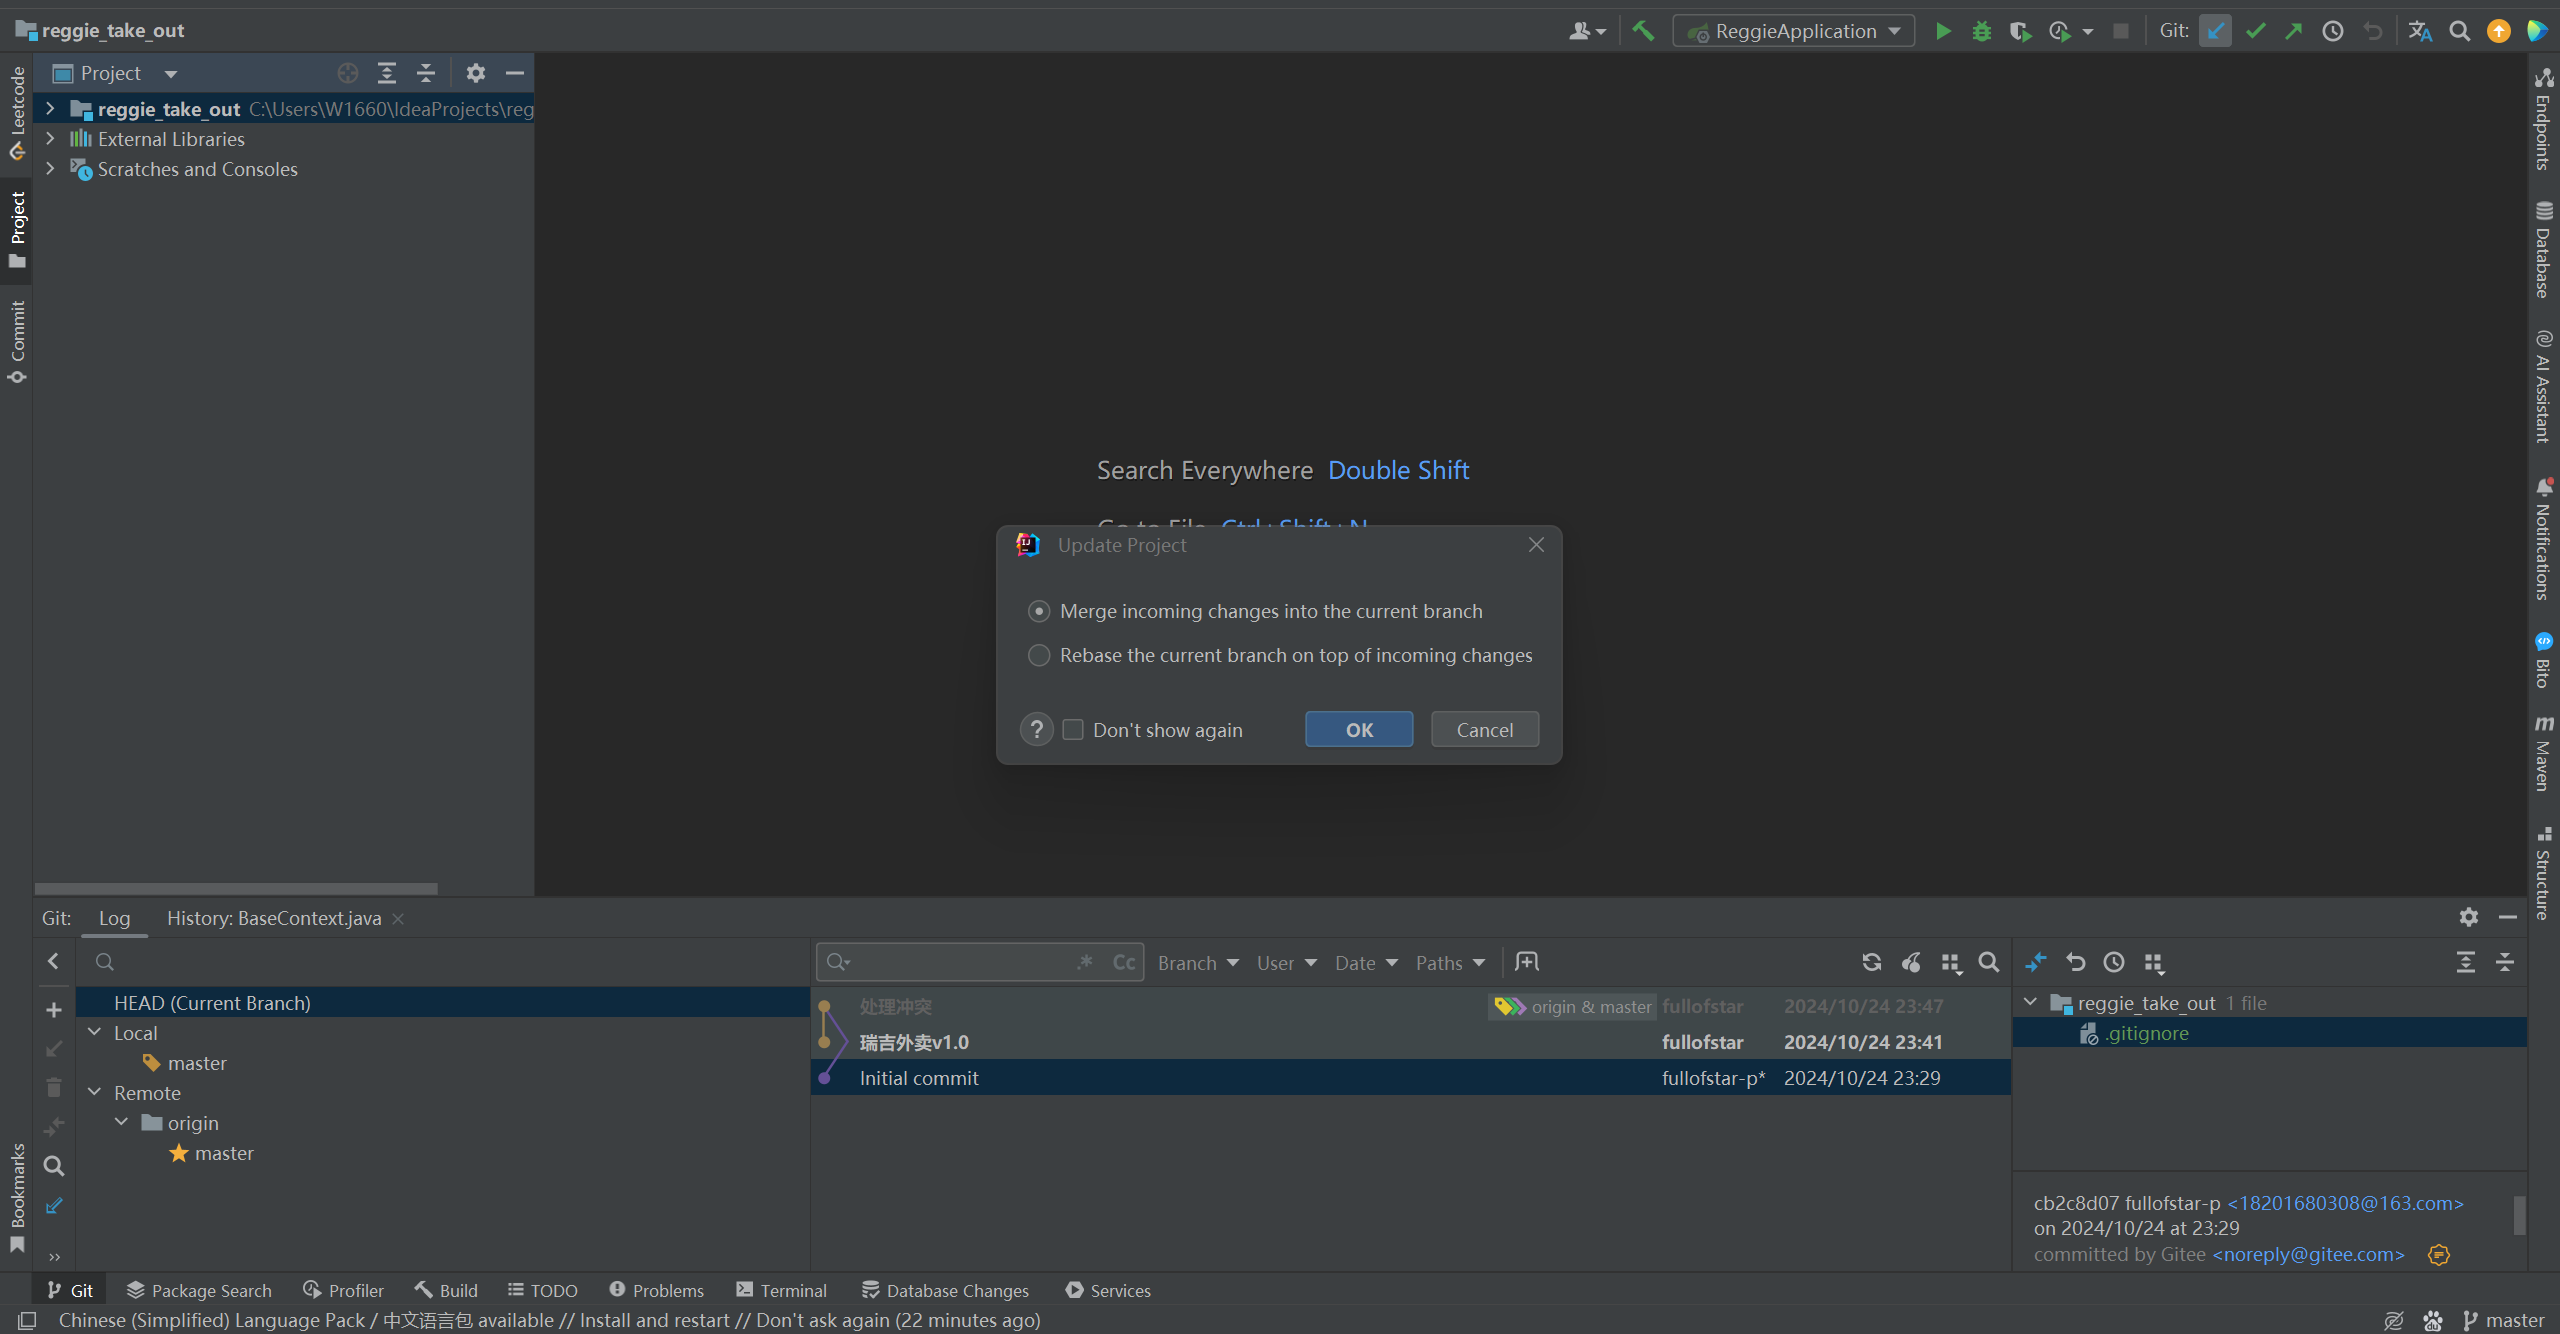 reggie_take_out
ReggieApplication
Git:
Project
reggie_take_out C:\Users\W1660\IdeaProjects\reg
External Libraries
Scratches and Consoles
Leetcode
Project
Commit
Bookmarks
Endpoints
Database
AI Assistant
Notifications
Bito
Maven
Structure
Search Everywhere Double Shift
Go to File Ctrl+Shift+N
Update Project
Merge incoming changes into the current branch
Rebase the current branch on top of incoming changes
? Don't show again OK Cancel
Git: Log History: BaseContext.java
.* Cc Branch User Date Paths
HEAD (Current Branch)
Local
master
Remote
origin
master
处理冲突 origin & master fullofstar 2024/10/24 23:47
瑞吉外卖v1.0 fullofstar 2024/10/24 23:41
Initial commit fullofstar-p* 2024/10/24 23:29
reggie_take_out 1 file
.gitignore
cb2c8d07 fullofstar-p <18201680308@163.com>
on 2024/10/24 at 23:29
committed by Gitee <noreply@gitee.com>
Git Package Search Profiler Build TODO Problems Terminal Database Changes Services
Chinese (Simplified) Language Pack / 中文语言包 available // Install and restart // Don't ask again (22 minutes ago)
master